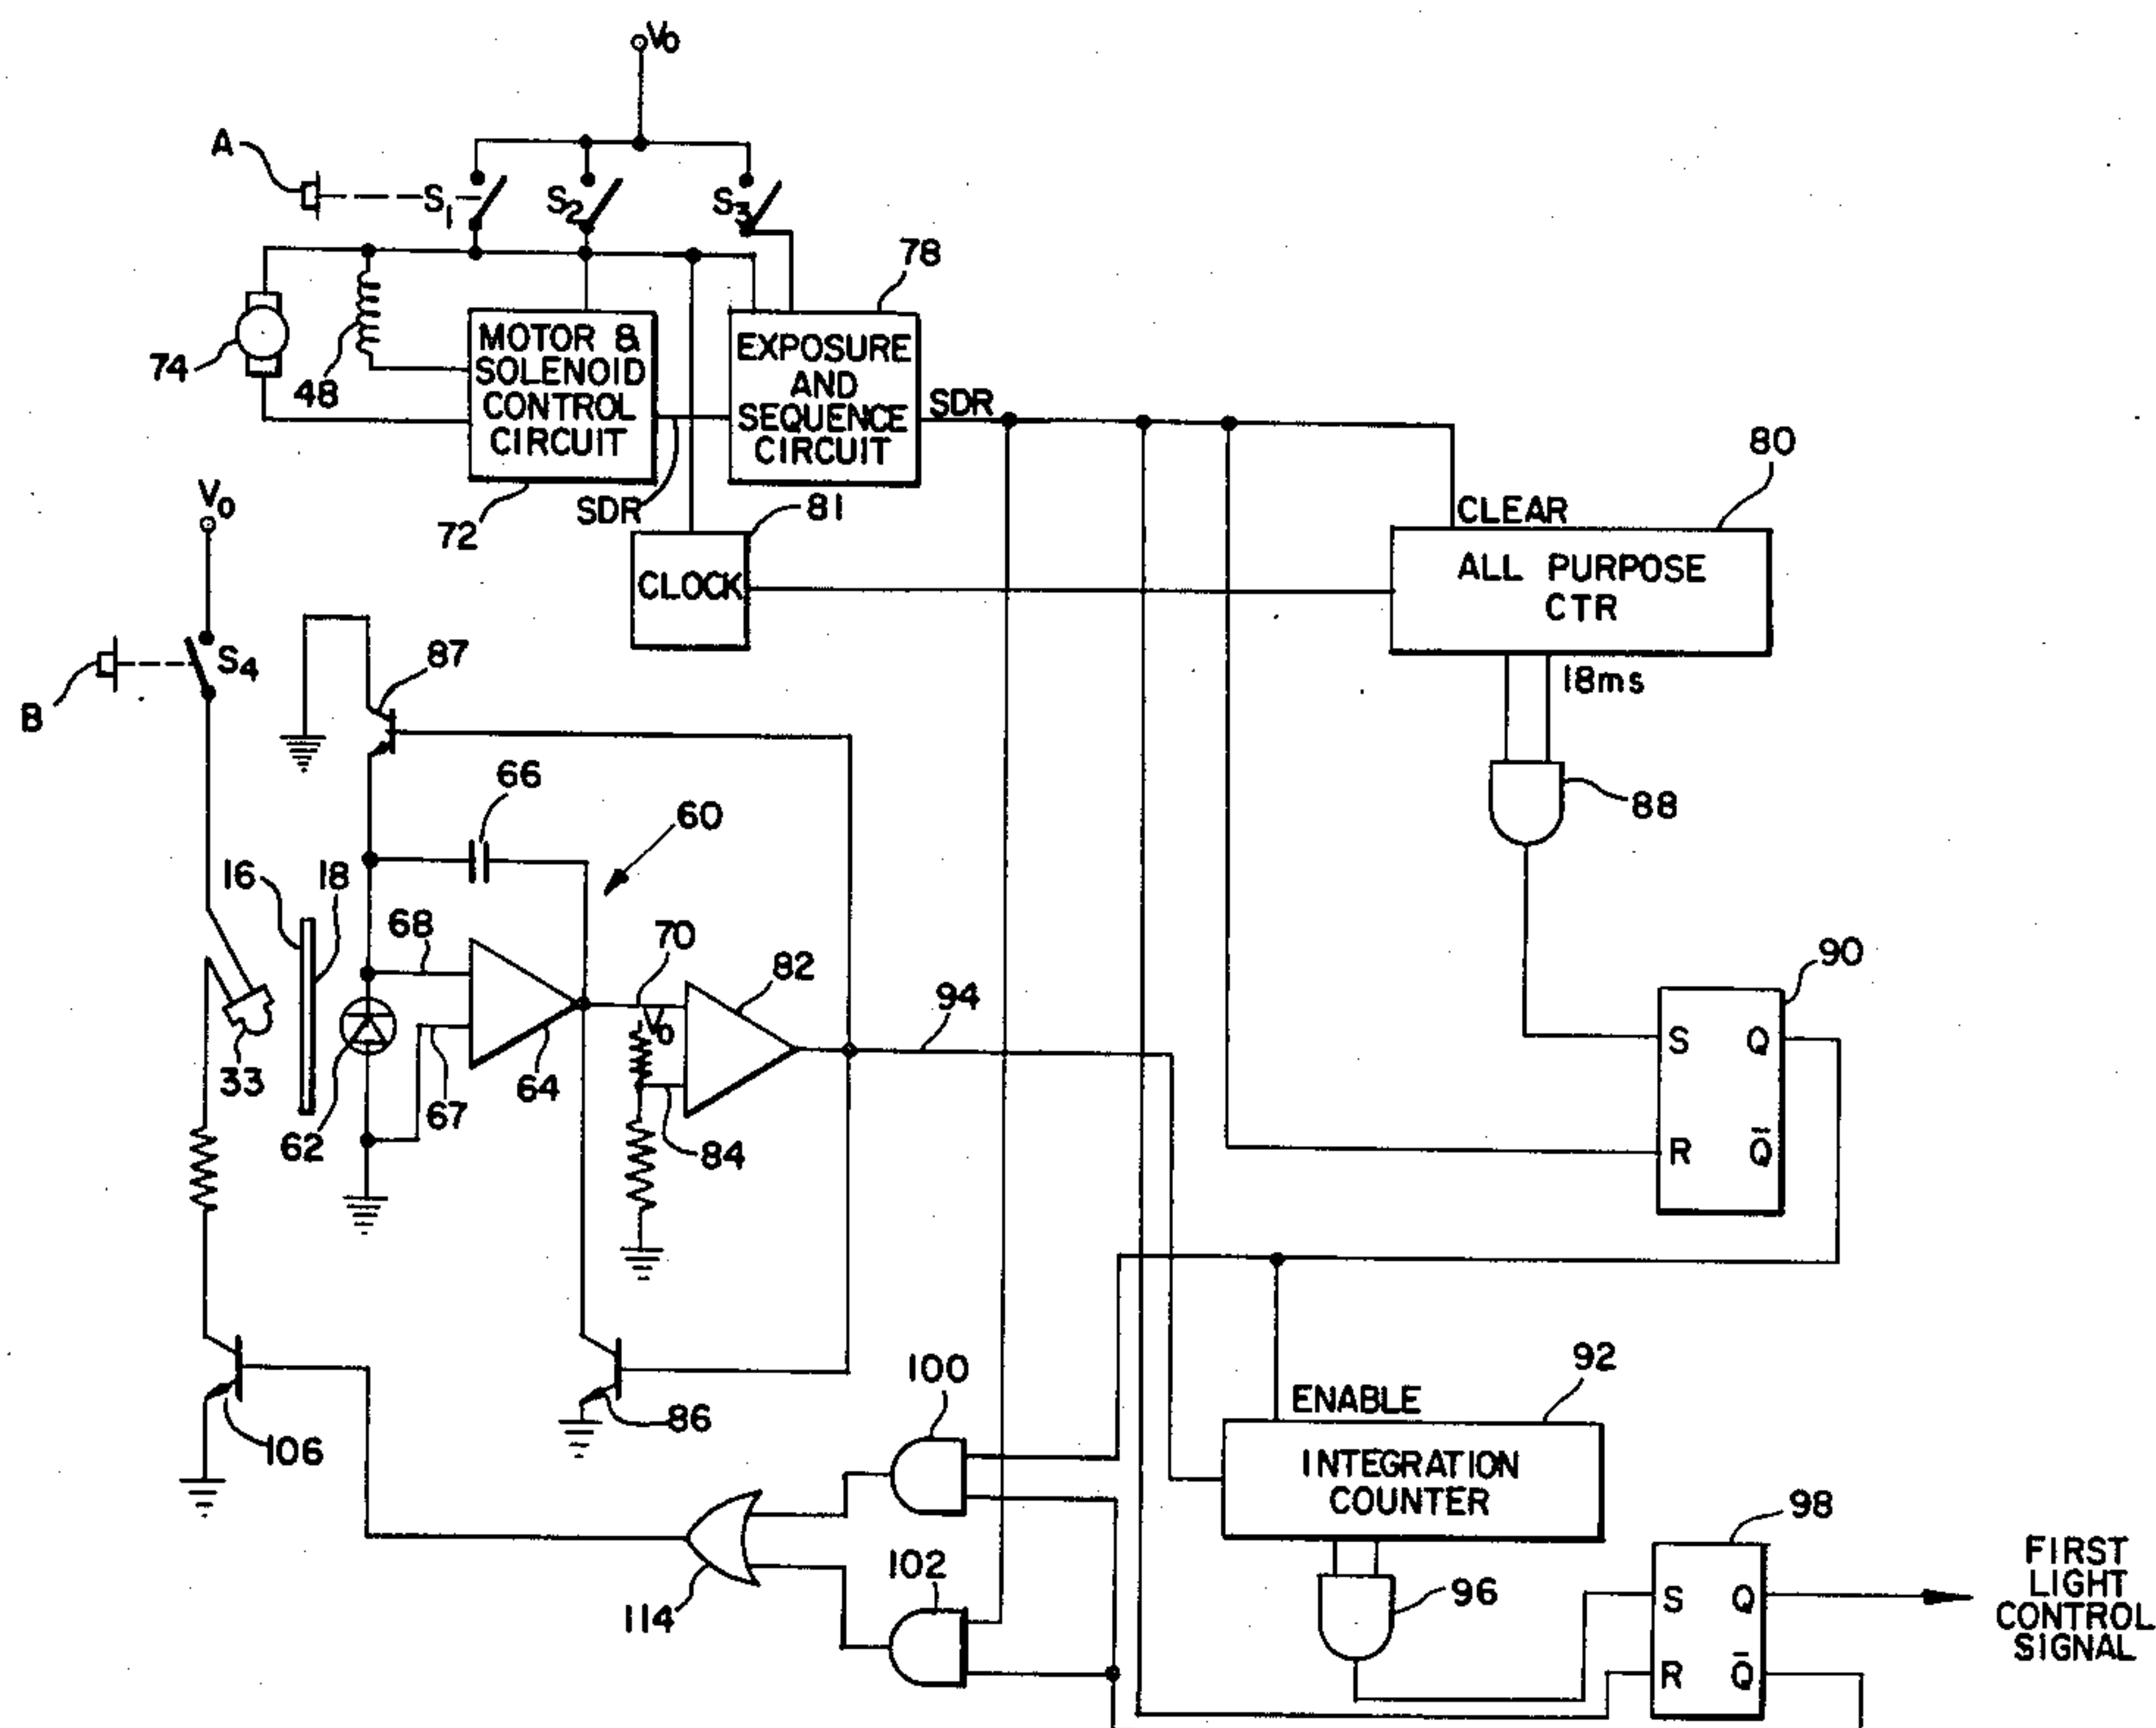 V0
A
S1
S2
S3
78
74
48
MOTOR &
SOLENOID
CONTROL
CIRCUIT
EXPOSURE
AND
SEQUENCE
CIRCUIT
SDR
80
V0
72
SDR
81
CLEAR
CLOCK
ALL PURPOSE
CTR
B
S4
87
18ms
66
60
88
16
18
68
70
82
94
90
V0
S
Q
33
62
67
64
84
R
Q̄
100
92
ENABLE
106
86
INTEGRATION
COUNTER
98
102
114
96
S
Q
R
Q̄
FIRST
LIGHT
CONTROL
SIGNAL